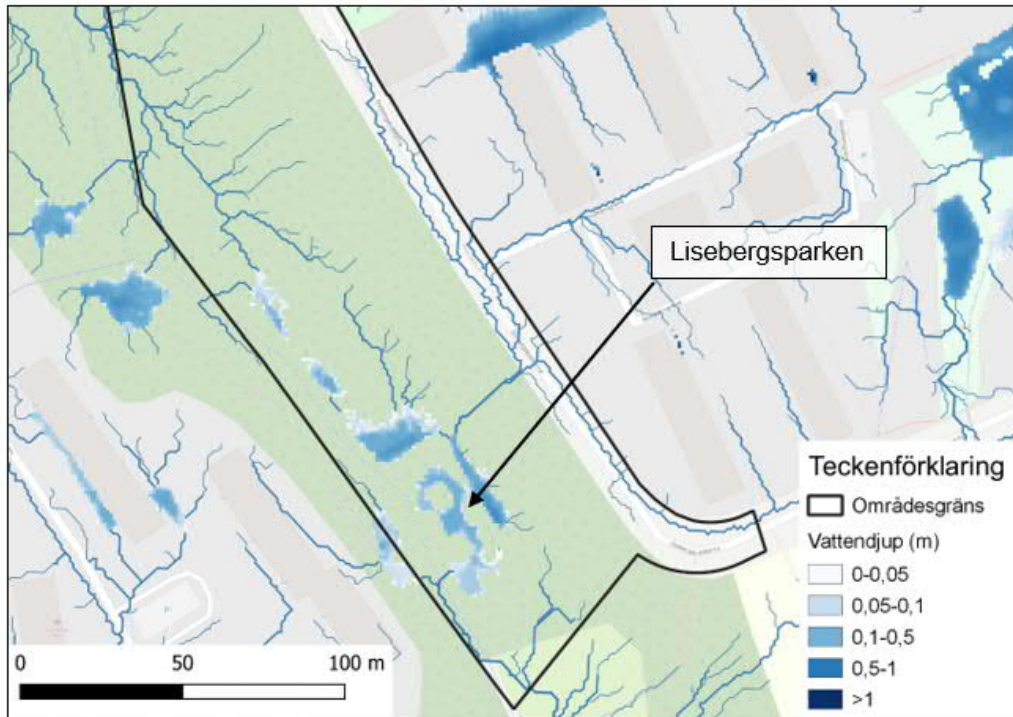 Lisebergsparken
Teckenförklaring
Områdesgräns
Vattendjup (m)
0-0,05
0,05-0,1
0,1-0,5
0,5-1
>1
0 50 100 m